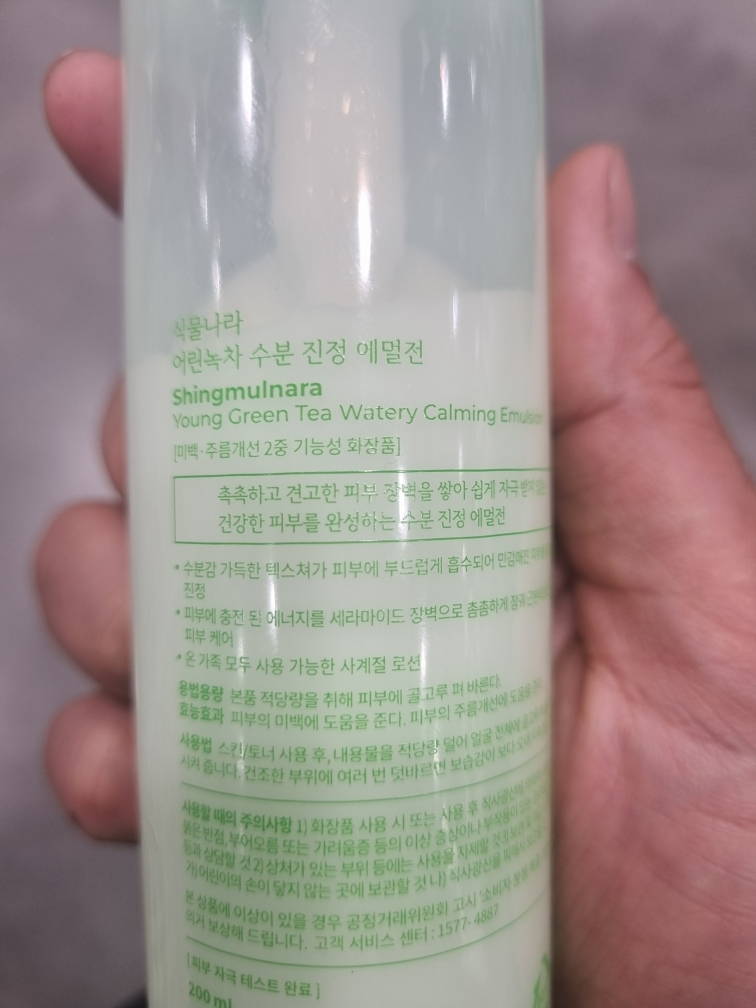 식물나라
어린녹차 수분 진정 에멀전
Shingmulnara
Young Green Tea Watery Calming Emulsion
[미백·주름개선 2중 기능성 화장품]
촉촉하고 견고한 피부 장벽을 쌓아 쉽게 자극 받지
건강한 피부를 완성하는 수분 진정 에멀전
• 수분감 가득한 텍스쳐가 피부에 부드럽게 흡수되어 민감해진
진정
• 피부에 충전 된 에너지를 세라마이드 장벽으로 촘촘하게 잠궈
피부 케어
• 온 가족 모두 사용 가능한 사계절 로션
용법용량 본품 적당량을 취해 피부에 골고루 펴 바른다.
효능효과 피부의 미백에 도움을 준다. 피부의 주름개선에 도움을 준다.
사용법 스킨/토너 사용 후, 내용물을 적당량 덜어 얼굴 전체에
시켜 줍니다. 건조한 부위에 여러 번 덧바르면 보습감이 보다
사용할 때의 주의사항 1) 화장품 사용 시 또는 사용 후 직사광선에
붉은 반점, 부어오름 또는 가려움증 등의 이상 증상이나 부작용이 있는
등과 상담할 것 2) 상처가 있는 부위 등에는 사용을 자제할 것
가) 어린이의 손이 닿지 않는 곳에 보관할 것 나) 직사광선을 피해서
본 상품에 이상이 있을 경우 공정거래위원회 고시 '소비자
의거 보상해 드립니다. 고객 서비스 센터 : 1577-4887
[피부 자극 테스트 완료]
200 ml